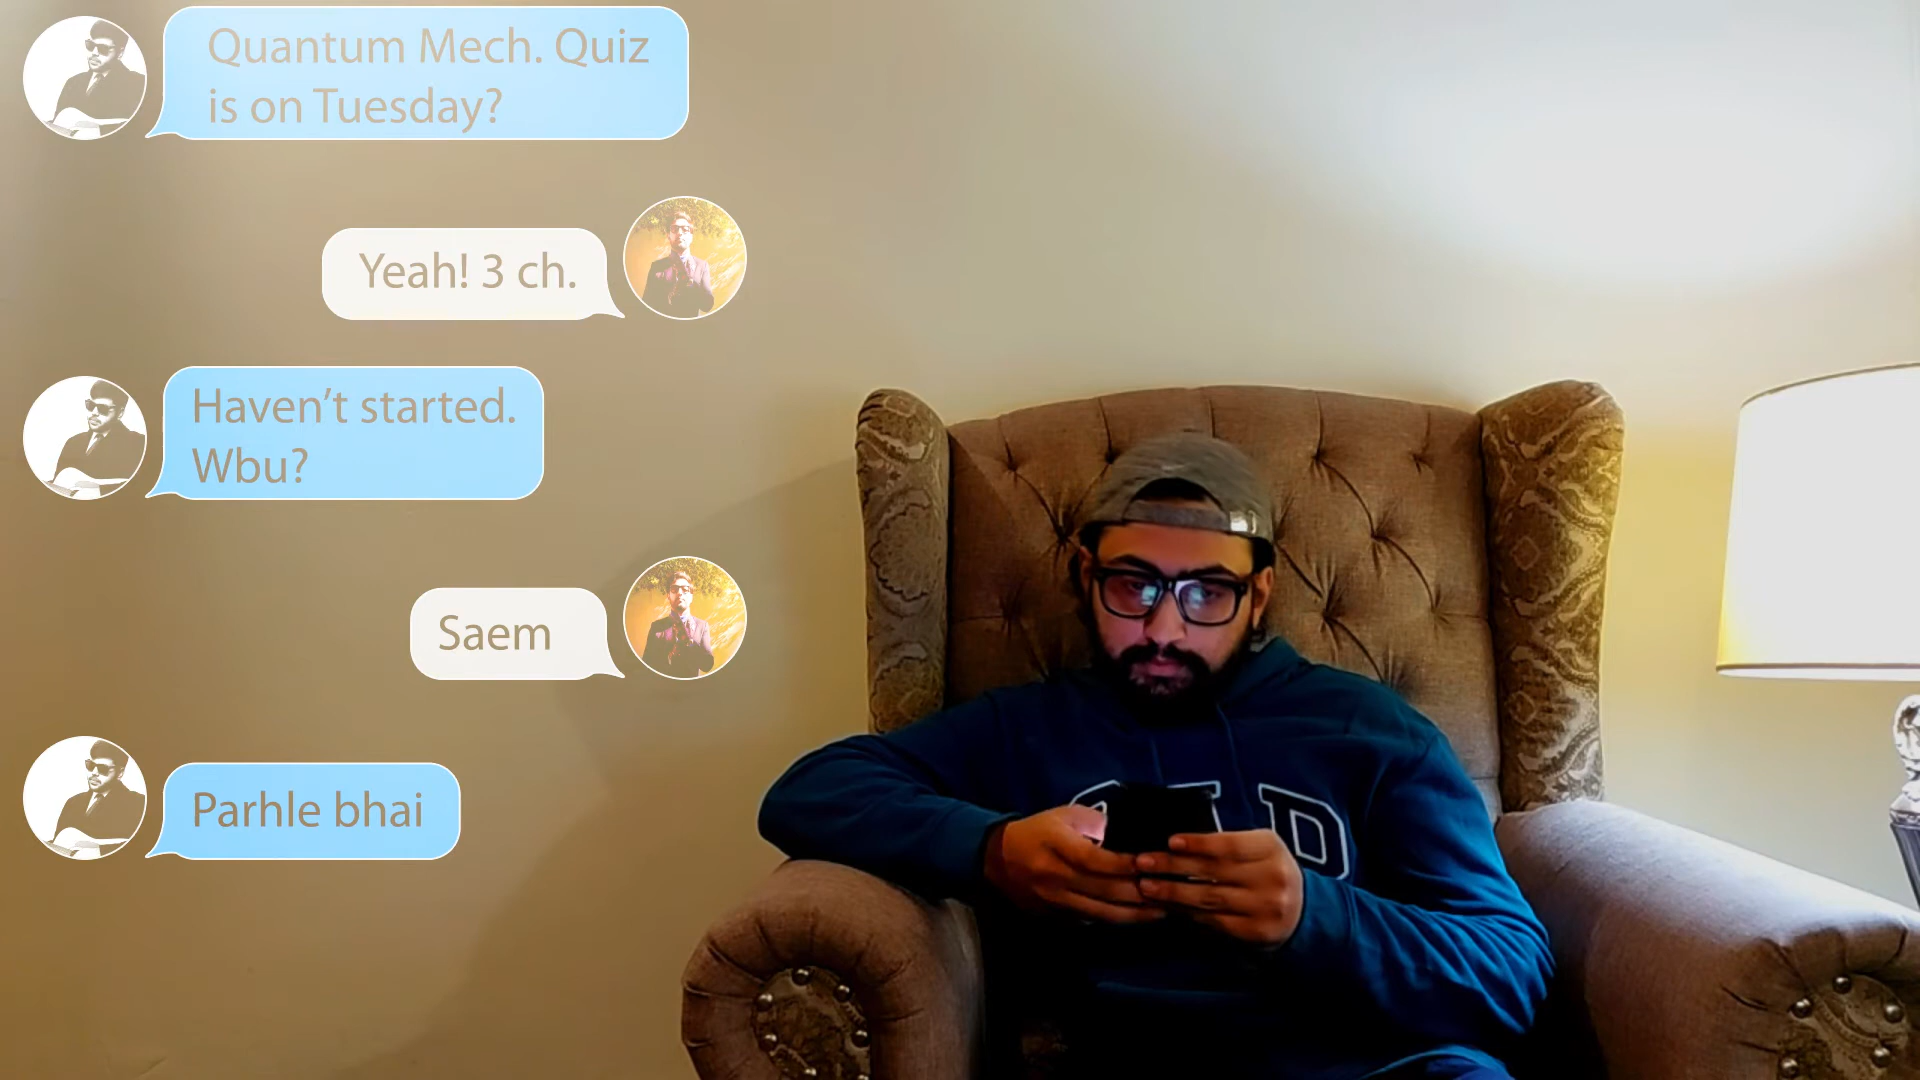 Quantum Mech. Quiz
is on Tuesday?
Yeah! 3 ch.
Haven't started.
Wbu?
Saem
Parhle bhai